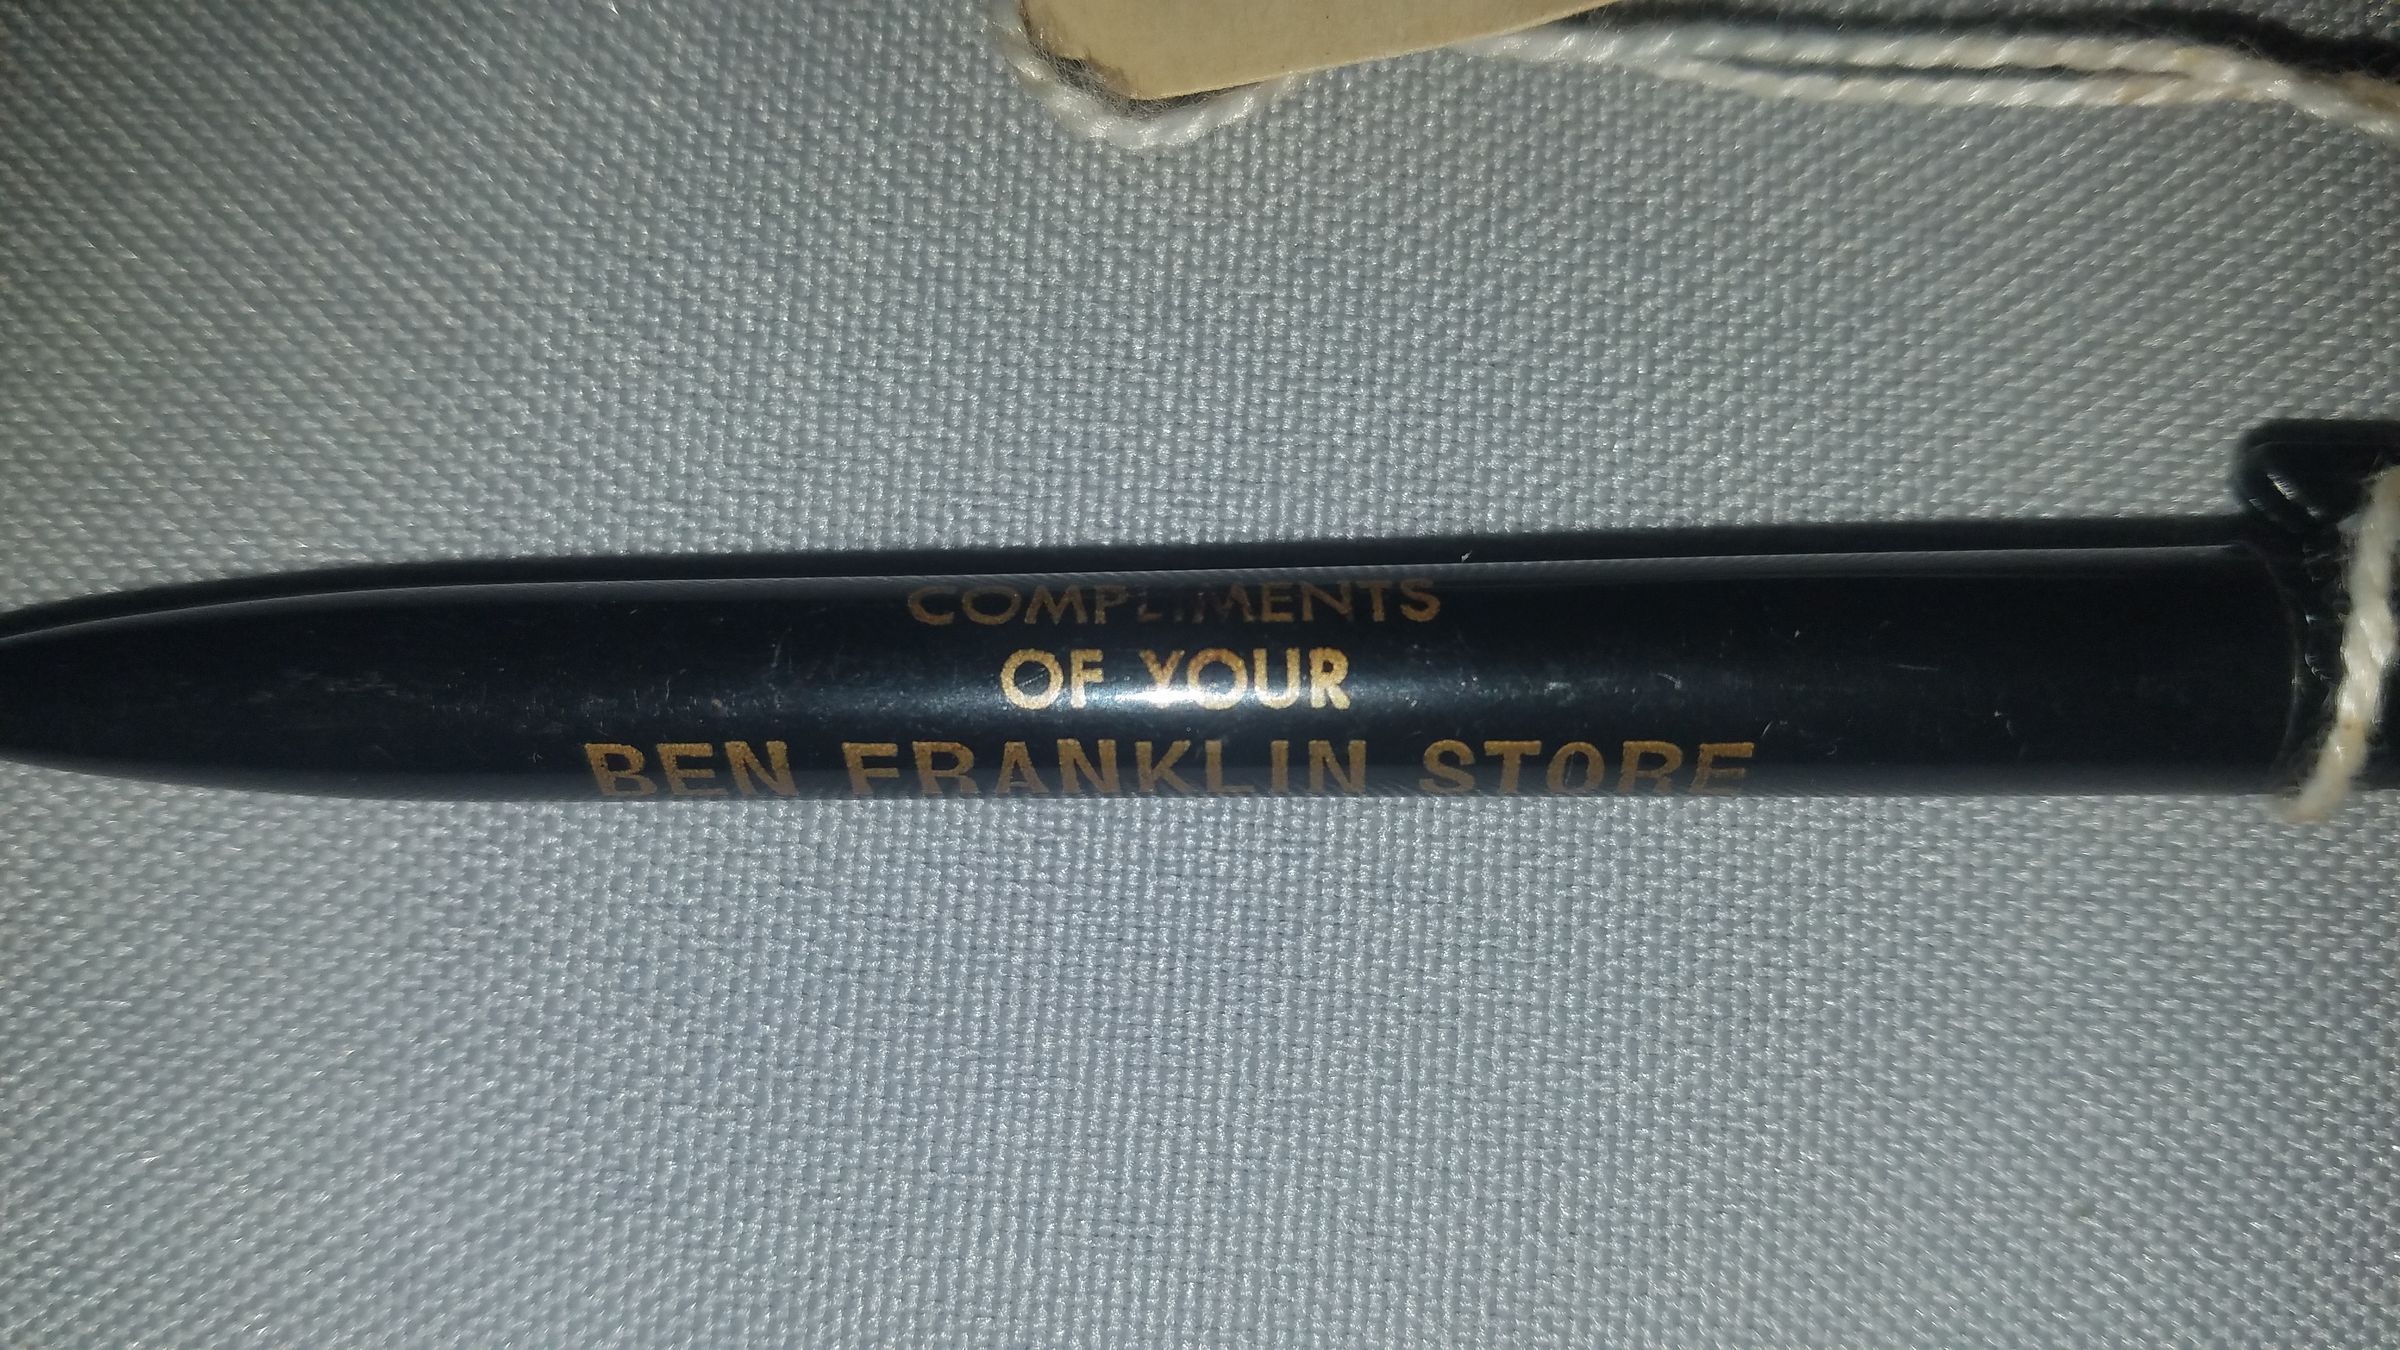 COMPLIMENTS
OF YOUR
BEN FRANKLIN STORE